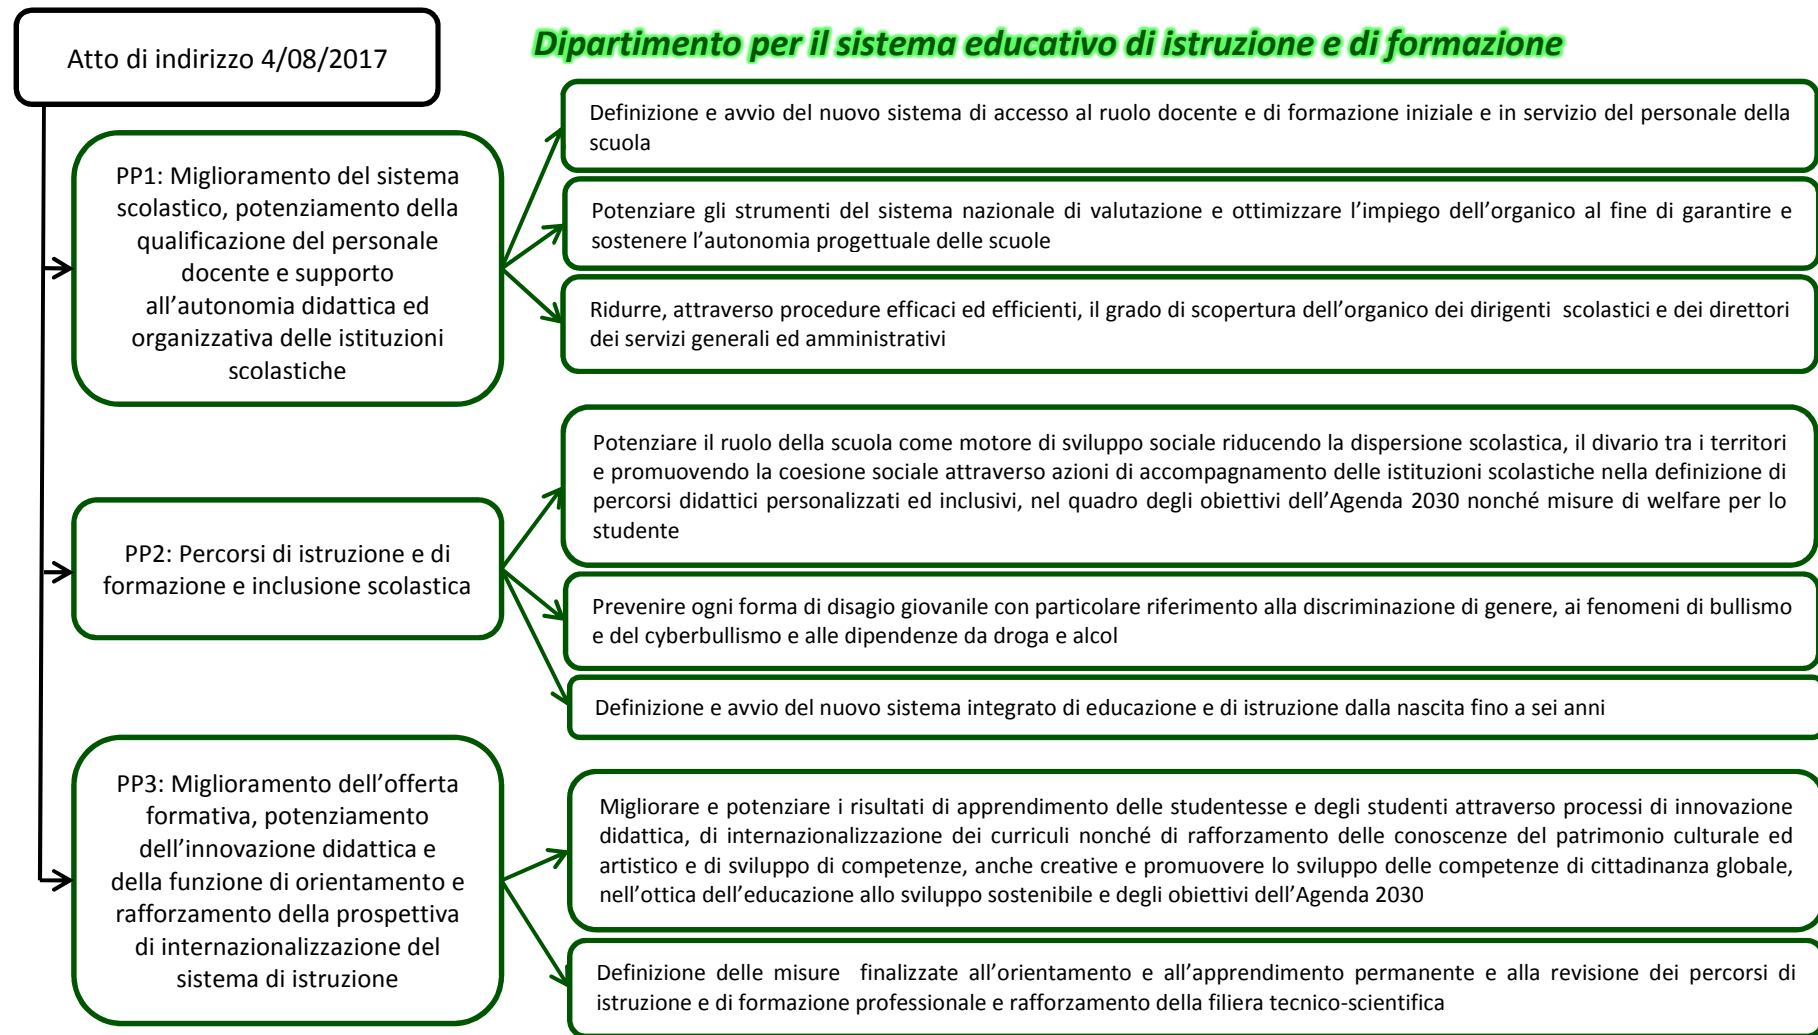 Atto di indirizzo 4/08/2017
Dipartimento per il sistema educativo di istruzione e di formazione
PP1: Miglioramento del sistema
scolastico, potenziamento della
qualificazione del personale
docente e supporto
all’autonomia didattica ed
organizzativa delle istituzioni
scolastiche
Definizione e avvio del nuovo sistema di accesso al ruolo docente e di formazione iniziale e in servizio del personale della
scuola
Potenziare gli strumenti del sistema nazionale di valutazione e ottimizzare l’impiego dell’organico al fine di garantire e
sostenere l’autonomia progettuale delle scuole
Ridurre, attraverso procedure efficaci ed efficienti, il grado di scopertura dell’organico dei dirigenti scolastici e dei direttori
dei servizi generali ed amministrativi
PP2: Percorsi di istruzione e di
formazione e inclusione scolastica
Potenziare il ruolo della scuola come motore di sviluppo sociale riducendo la dispersione scolastica, il divario tra i territori
e promuovendo la coesione sociale attraverso azioni di accompagnamento delle istituzioni scolastiche nella definizione di
percorsi didattici personalizzati ed inclusivi, nel quadro degli obiettivi dell’Agenda 2030 nonché misure di welfare per lo
studente
Prevenire ogni forma di disagio giovanile con particolare riferimento alla discriminazione di genere, ai fenomeni di bullismo
e del cyberbullismo e alle dipendenze da droga e alcol
Definizione e avvio del nuovo sistema integrato di educazione e di istruzione dalla nascita fino a sei anni
PP3: Miglioramento dell’offerta
formativa, potenziamento
dell’innovazione didattica e
della funzione di orientamento e
rafforzamento della prospettiva
di internazionalizzazione del
sistema di istruzione
Migliorare e potenziare i risultati di apprendimento delle studentesse e degli studenti attraverso processi di innovazione
didattica, di internazionalizzazione dei curriculi nonché di rafforzamento delle conoscenze del patrimonio culturale ed
artistico e di sviluppo di competenze, anche creative e promuovere lo sviluppo delle competenze di cittadinanza globale,
nell’ottica dell’educazione allo sviluppo sostenibile e degli obiettivi dell’Agenda 2030
Definizione delle misure finalizzate all’orientamento e all’apprendimento permanente e alla revisione dei percorsi di
istruzione e di formazione professionale e rafforzamento della filiera tecnico-scientifica